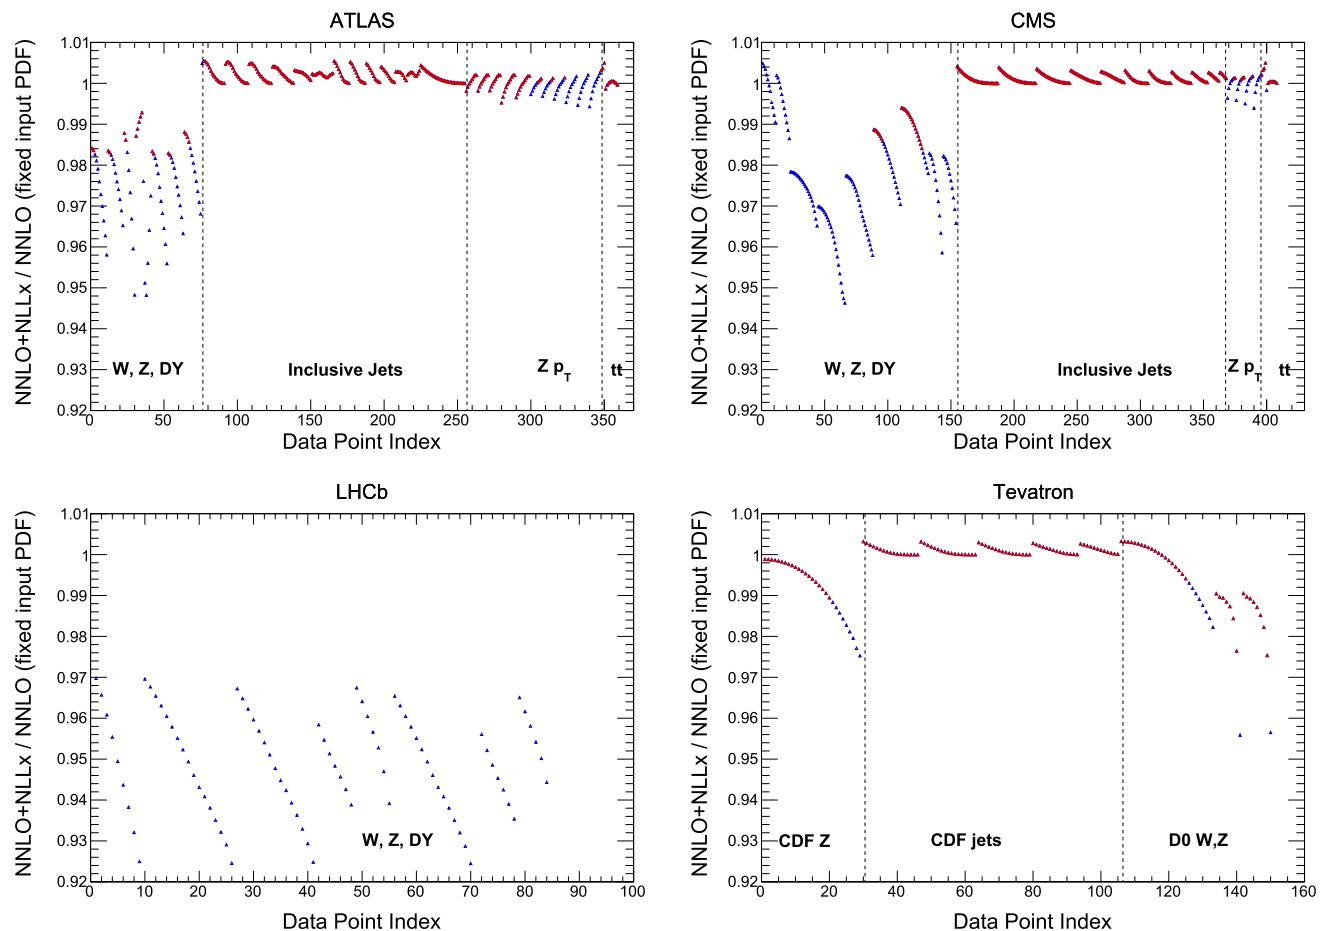 ATLAS
NNLO+NLLx / NNLO (fixed input PDF)
1.01
1
0.99
0.98
0.97
0.96
0.95
0.94
0.93
0.92
W, Z, DY
Inclusive Jets
Z pT
tt
0 50 100 150 200 250 300 350
Data Point Index
CMS
NNLO+NLLx / NNLO (fixed input PDF)
1.01
1
0.99
0.98
0.97
0.96
0.95
0.94
0.93
0.92
W, Z, DY
Inclusive Jets
Z pT
tt
0 50 100 150 200 250 300 350 400
Data Point Index
LHCb
NNLO+NLLx / NNLO (fixed input PDF)
1.01
1
0.99
0.98
0.97
0.96
0.95
0.94
0.93
0.92
W, Z, DY
0 10 20 30 40 50 60 70 80 90 100
Data Point Index
Tevatron
NNLO+NLLx / NNLO (fixed input PDF)
1.01
1
0.99
0.98
0.97
0.96
0.95
0.94
0.93
0.92
CDF Z
CDF jets
D0 W,Z
0 20 40 60 80 100 120 140 160
Data Point Index